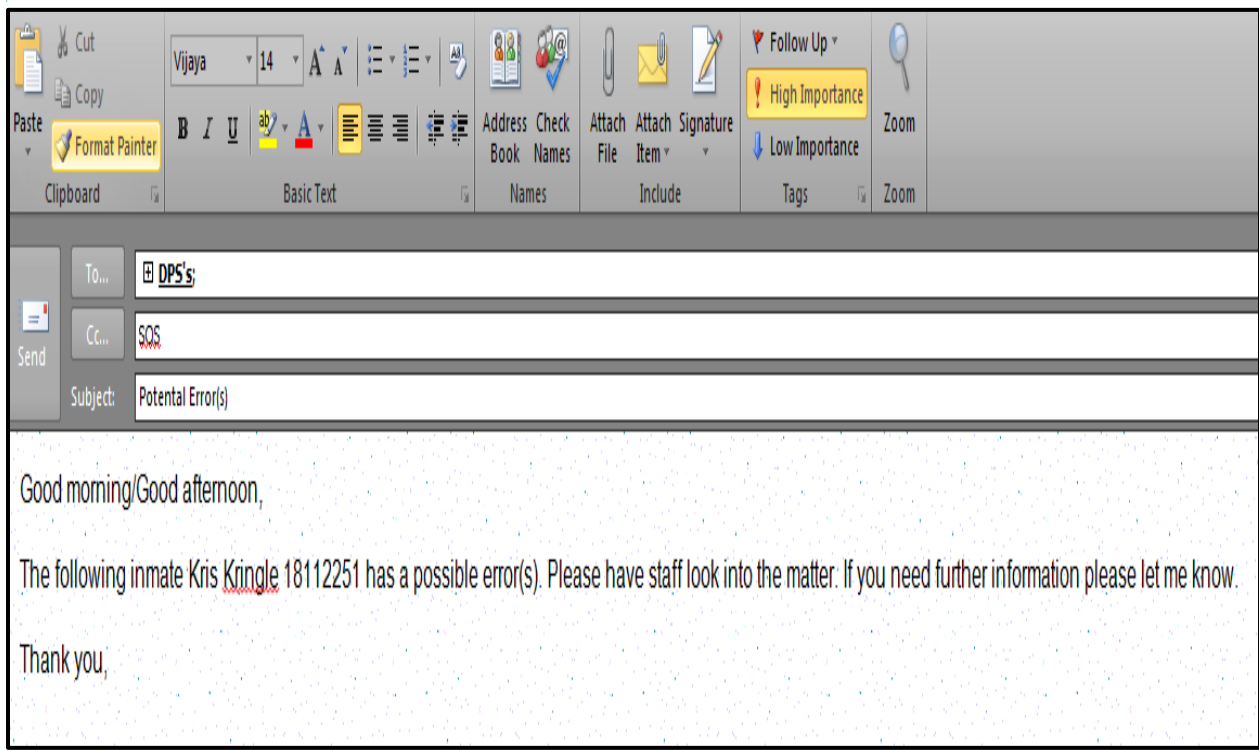 Cut
Copy
Paste
Format Painter
Clipboard
Vijaya 14 A A
B I U ab A
Basic Text
Address Book
Check Names
Names
Attach File
Attach Item
Signature
Include
Follow Up
High Importance
Low Importance
Tags
Zoom
Zoom
Send
To... DPS's;
Cc... SOS
Subject: Potental Error(s)
Good morning/Good afternoon,
The following inmate Kris Kringle 18112251 has a possible error(s). Please have staff look into the matter. If you need further information please let me know.
Thank you,